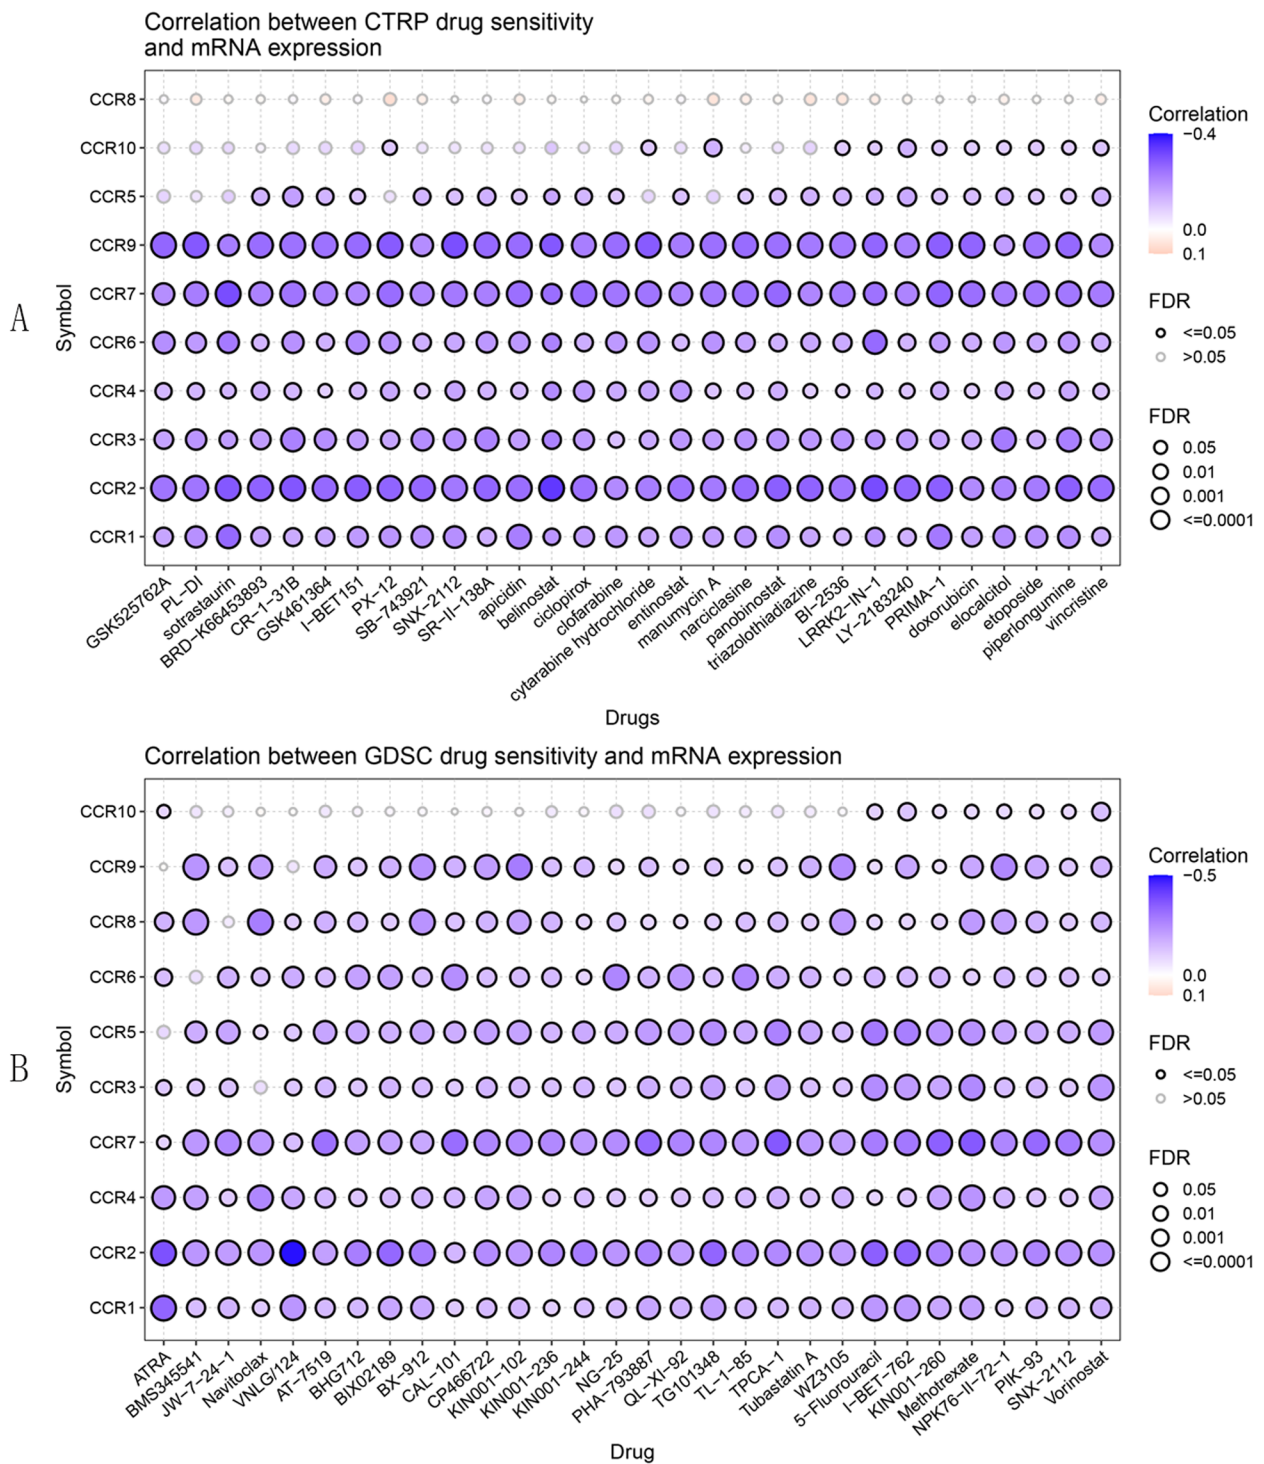 Correlation between CTRP drug sensitivity
and mRNA expression
A
Symbol
CCR8
CCR10
CCR5
CCR9
CCR7
CCR6
CCR4
CCR3
CCR2
CCR1
GSK525762A
PL−DI
sotrastaurin
BRD−K66453893
CR−1−31B
GSK461364
I−BET151
PX−12
SB−743921
SNX−2112
SR−II−138A
apicidin
belinostat
ciclopirox
clofarabine
cytarabine hydrochloride
entinostat
manumycin A
narciclasine
panobinostat
triazolothiadiazine
BI−2536
LRRK2−IN−1
LY−2183240
PRIMA−1
doxorubicin
elocalcitol
etoposide
piperlongumine
vincristine
Drugs
Correlation
−0.4
0.0
0.1
FDR
<=0.05
>0.05
FDR
0.05
0.01
0.001
<=0.0001
Correlation between GDSC drug sensitivity and mRNA expression
B
Symbol
CCR10
CCR9
CCR8
CCR6
CCR5
CCR3
CCR7
CCR4
CCR2
CCR1
ATRA
BMS345541
JW−7−24−1
Navitoclax
VNLG/124
AT−7519
BHG712
BIX02189
BX−912
CAL−101
CP466722
KIN001−102
KIN001−236
KIN001−244
NG−25
PHA−793887
QL−XI−92
TG101348
TL−1−85
TPCA−1
Tubastatin A
WZ3105
5−Fluorouracil
I−BET−762
KIN001−260
Methotrexate
NPK76−II−72−1
PIK−93
SNX−2112
Vorinostat
Drug
Correlation
−0.5
0.0
0.1
FDR
<=0.05
>0.05
FDR
0.05
0.01
0.001
<=0.0001